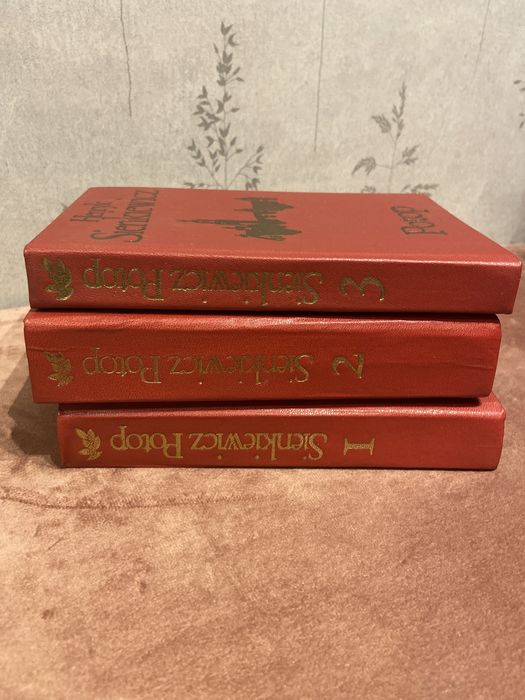 Henryk
Sienkiewicz
Potop
Sienkiewicz Potop 3
Sienkiewicz Potop 2
Sienkiewicz Potop 1